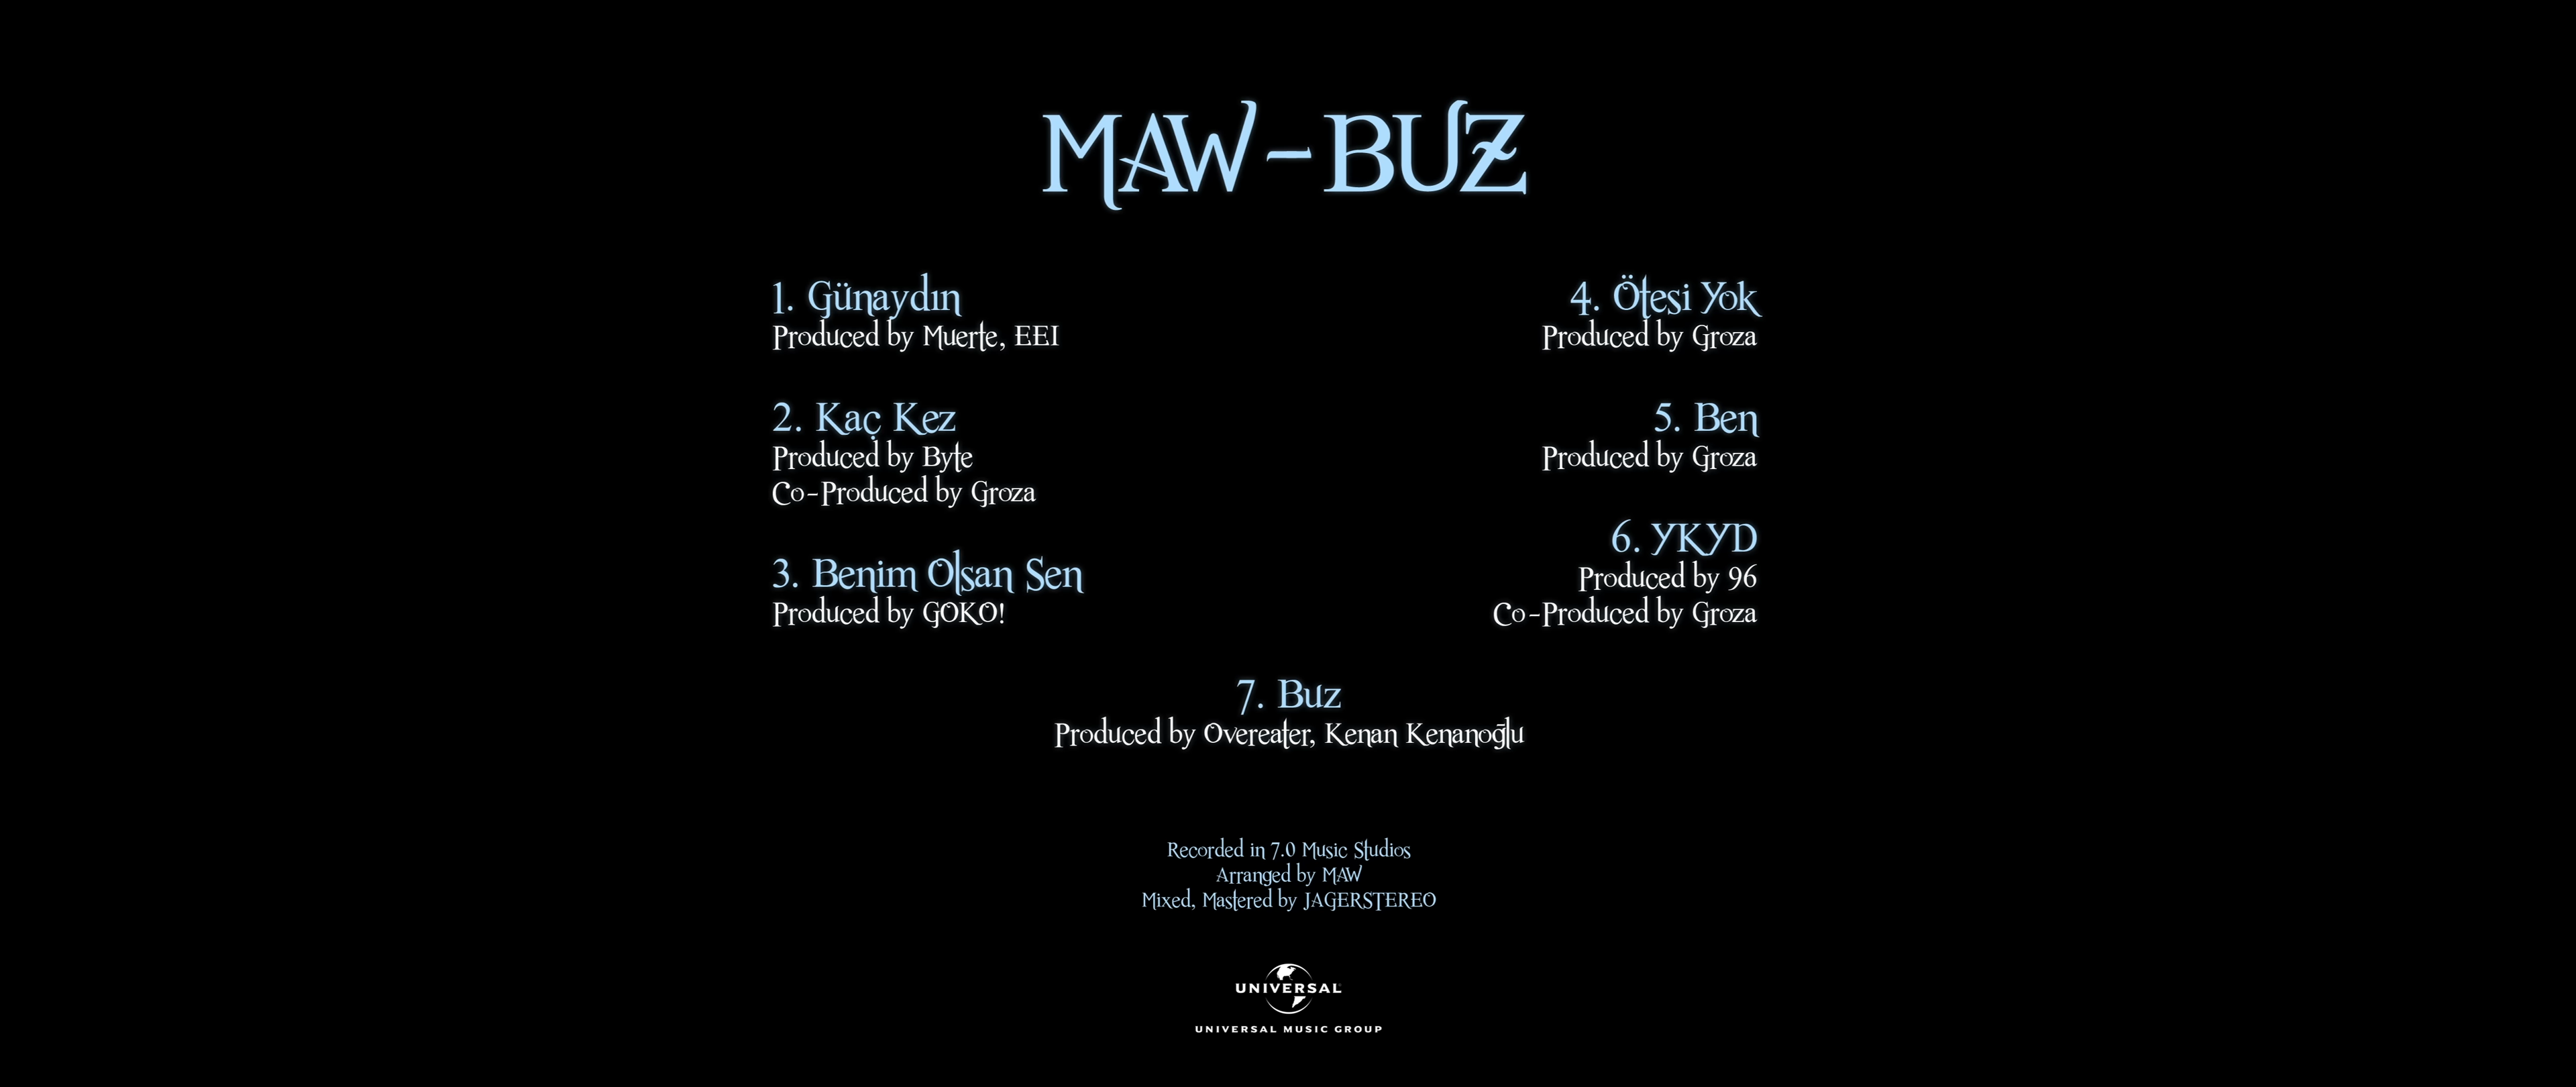 MAW - BUZ
1. Günaydın
Produced by Muerte, EEI
2. Kaç Kez
Produced by Byte
Co-Produced by Groza
3. Benim Olsan Sen
Produced by GOKO!
4. Ötesi Yok
Produced by Groza
5. Ben
Produced by Groza
6. YKYD
Produced by 96
Co-Produced by Groza
7. Buz
Produced by Overeater, Kenan Kenanoğlu
Recorded in 7.0 Music Studios
Arranged by MAW
Mixed, Mastered by JAGERSTEREO
UNIVERSAL
UNIVERSAL MUSIC GROUP